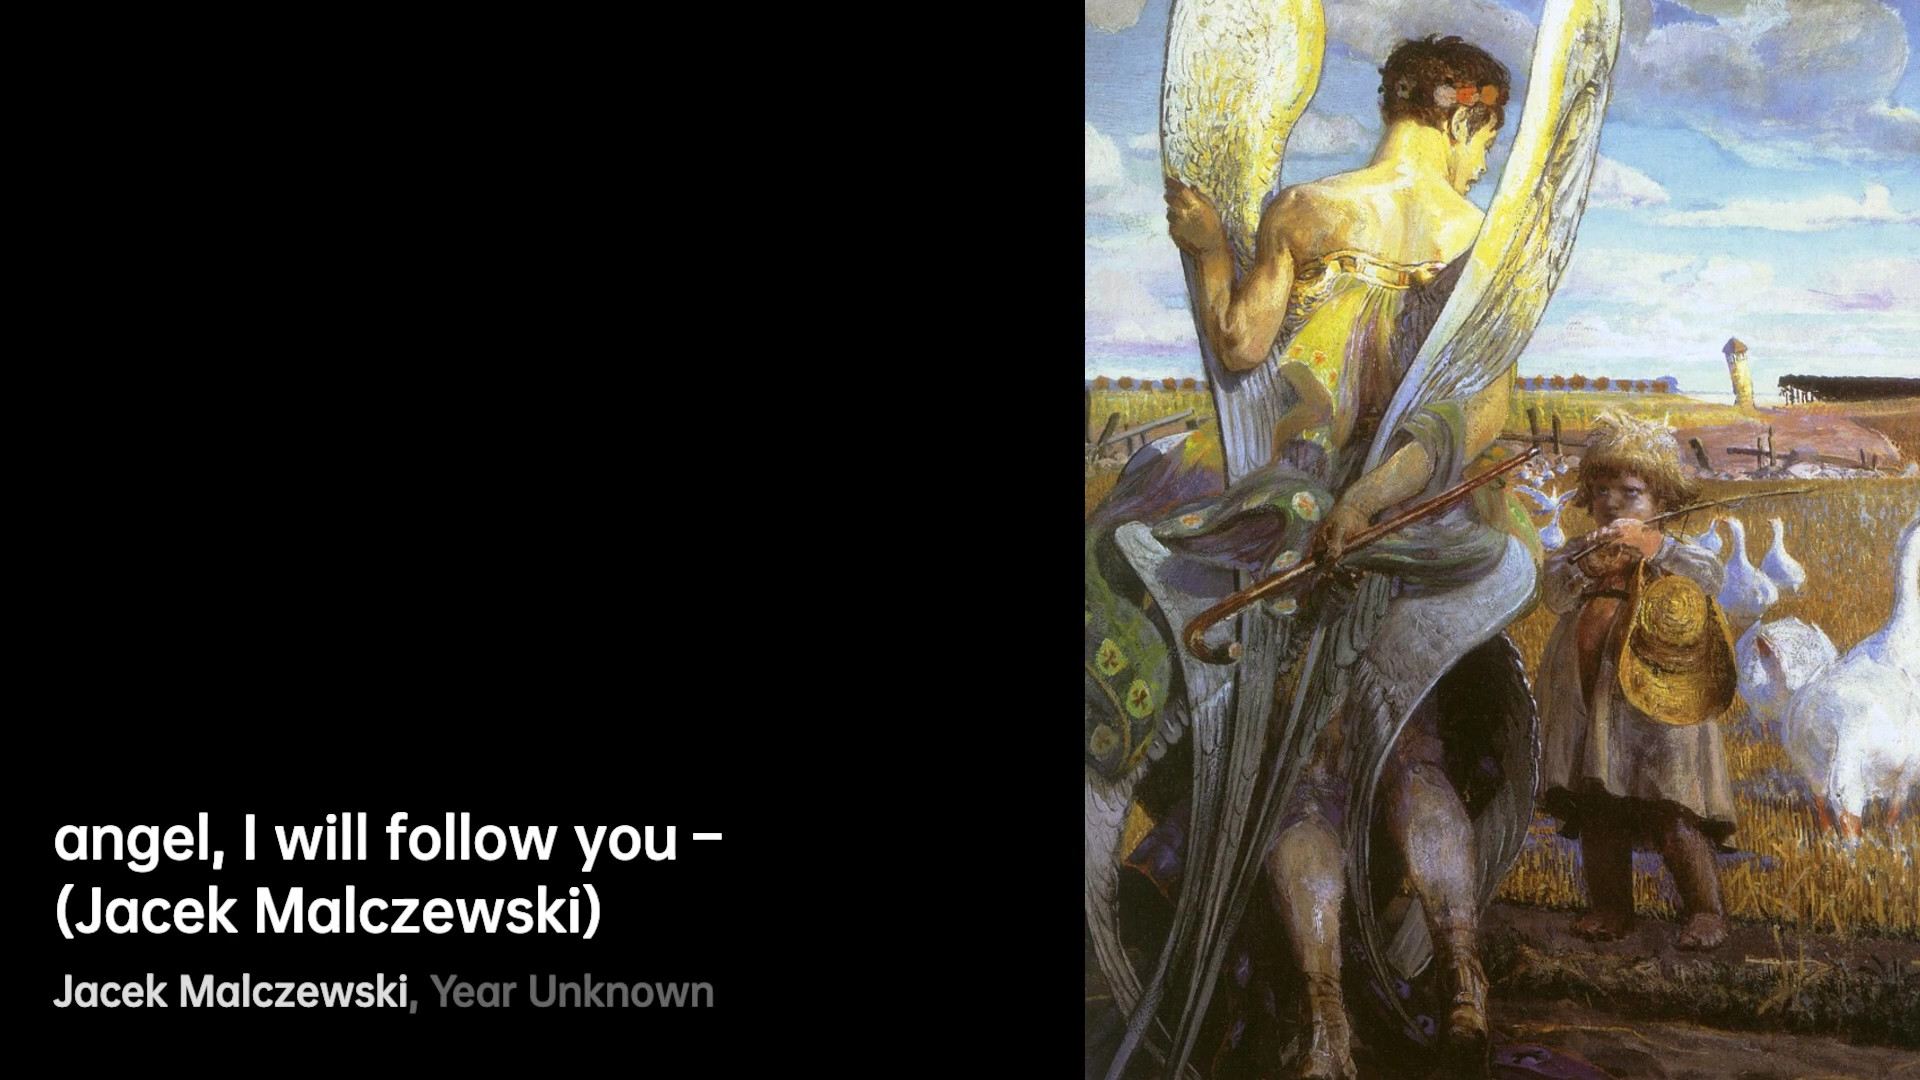 angel, I will follow you –
(Jacek Malczewski)
Jacek Malczewski, Year Unknown